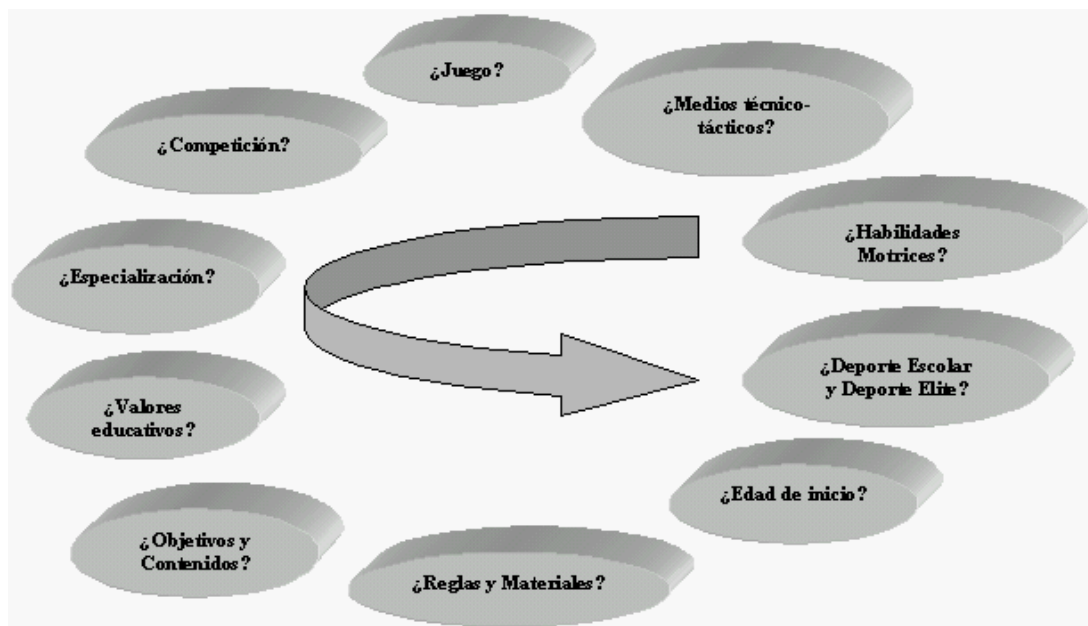 ¿Juego?
¿Medios técnico-
tácticos?
¿Competición?
¿Habilidades
Motrices?
¿Especialización?
¿Deporte Escolar
y Deporte Elite?
¿Valores
educativos?
¿Edad de inicio?
¿Objetivos y
Contenidos?
¿Reglas y Materiales?